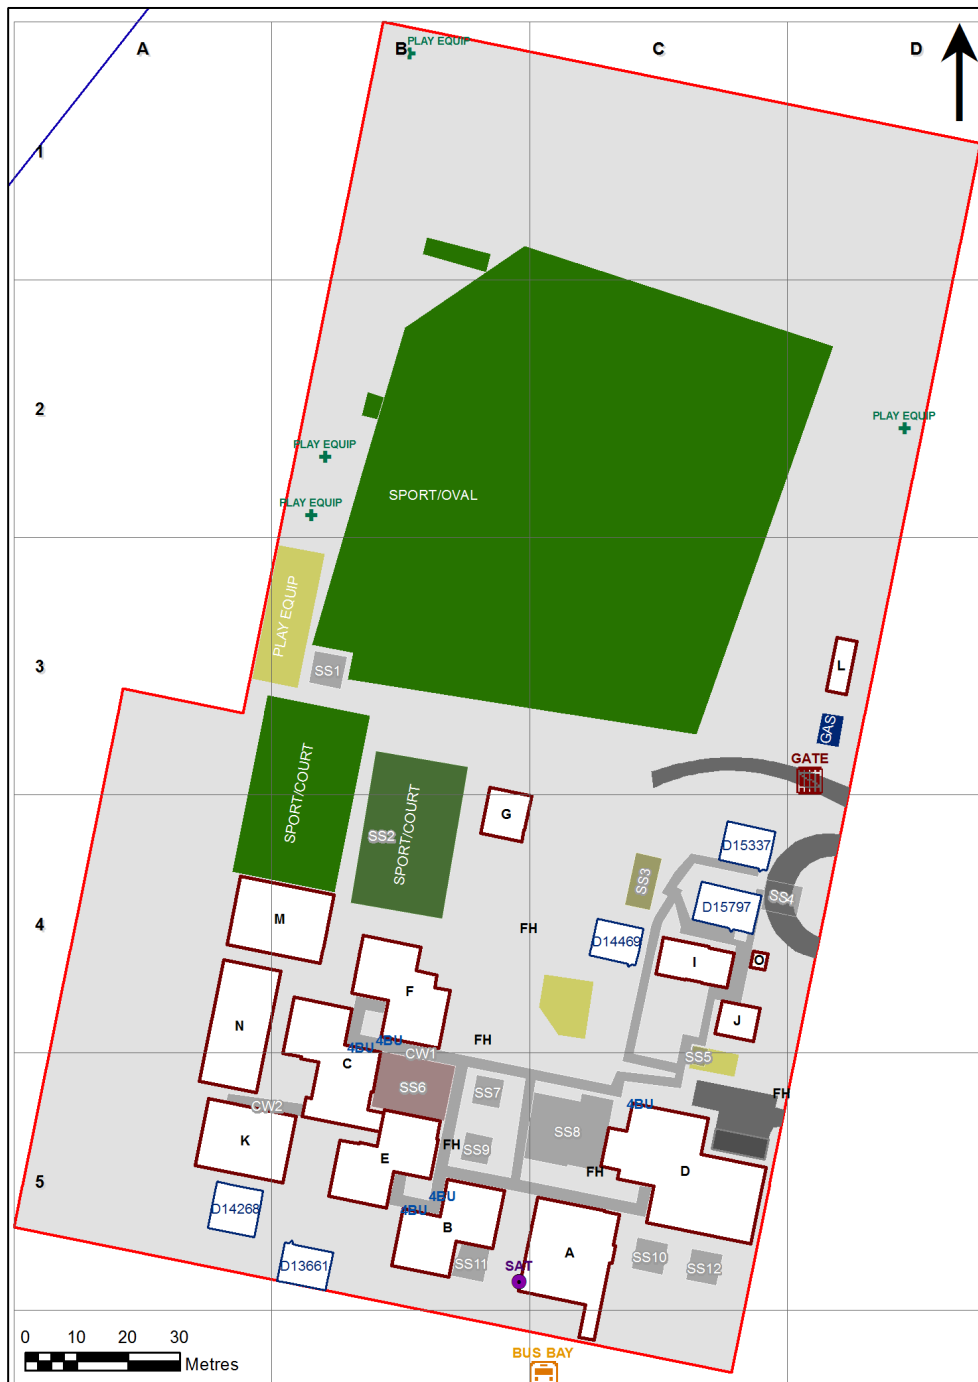 A
B
C
D
PLAY EQUIP
1
2
PLAY EQUIP
PLAY EQUIP
SPORT/OVAL
PLAY EQUIP
PLAY EQUIP
3
SS1
L
GAS
GATE
SPORT/COURT
SPORT/COURT
SS2
G
D15337
SS3
D15797
SS4
M
4
FH
D14469
I
O
F
N
J
4BU
4BU
FH
CW1
C
SS5
SS6
SS7
FH
CW2
4BU
K
SS8
E
FH
SS9
FH
D
5
4BU
4BU
D14268
B
A
SS10
SS12
D13661
SS11
SAT
0 10 20 30
Metres
BUS BAY